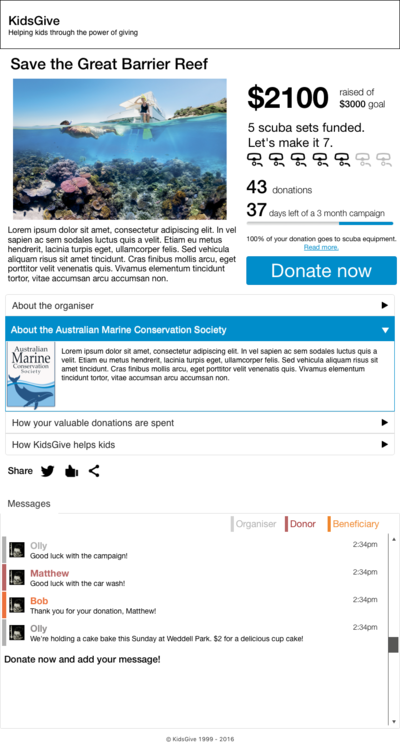 KidsGive
Helping kids through the power of giving
Save the Great Barrier Reef
$2100
raised of
$3000 goal
5 scuba sets funded.
Let's make it 7.
43 donations
37 days left of a 3 month campaign
100% of your donation goes to scuba equipment.
Read more.
Donate now
Lorem ipsum dolor sit amet, consectetur adipiscing elit. In vel
sapien ac sem sodales luctus quis a velit. Etiam eu metus
hendrerit, lacinia turpis eget, ullamcorper felis. Sed vehicula
aliquam risus sit amet tincidunt. Cras finibus mollis arcu, eget
porttitor velit venenatis quis. Vivamus elementum tincidunt
tortor, vitae accumsan arcu accumsan non.
About the organiser
About the Australian Marine Conservation Society
Australian
Marine
Conservation
Society
Lorem ipsum dolor sit amet, consectetur adipiscing elit. In vel sapien ac sem sodales luctus quis a
velit. Etiam eu metus hendrerit, lacinia turpis eget, ullamcorper felis. Sed vehicula aliquam risus sit
amet tincidunt. Cras finibus mollis arcu, eget porttitor velit venenatis quis. Vivamus elementum
tincidunt tortor, vitae accumsan arcu accumsan non.
How your valuable donations are spent
How KidsGive helps kids
Share
Messages
Organiser Donor Beneficiary
Olly 2:34pm
Good luck with the campaign!
Matthew 2:34pm
Good luck with the car wash!
Bob 2:34pm
Thank you for your donation, Matthew!
Olly 2:34pm
We're holding a cake bake this Sunday at Weddell Park. $2 for a delicious cup cake!
Donate now and add your message!
© KidsGive 1999 - 2016